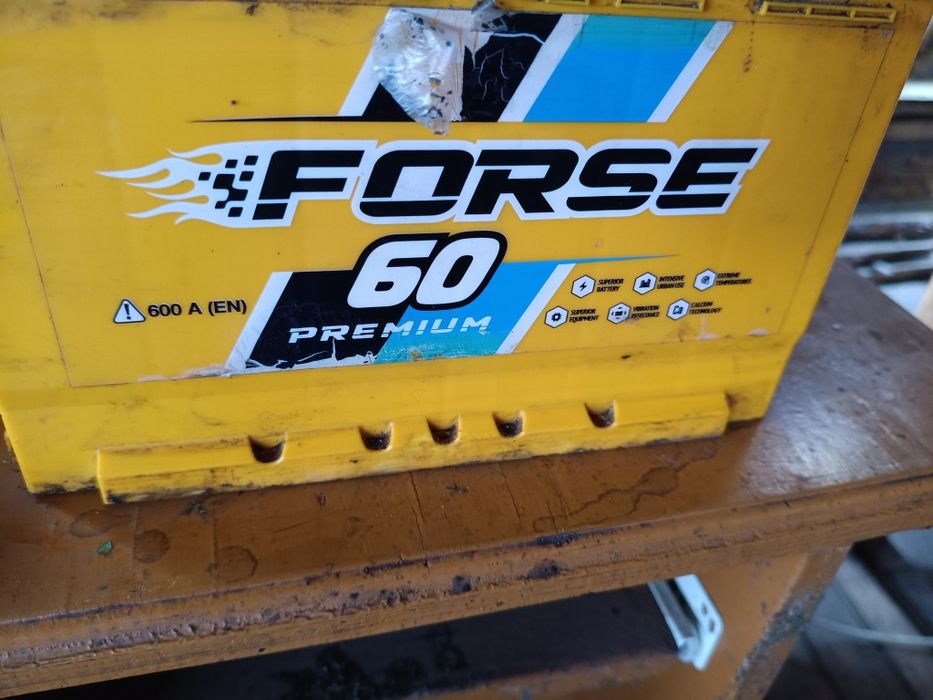 FORSE
60
PREMIUM
600 A (EN)
SUPERIOR
BATTERY
INTENSIVE
URBAN USE
EXTREME
TEMPERATURES
SUPERIOR
EQUIPMENT
VIBRATION
RESISTANCE
CALCIUM
TECHNOLOGY